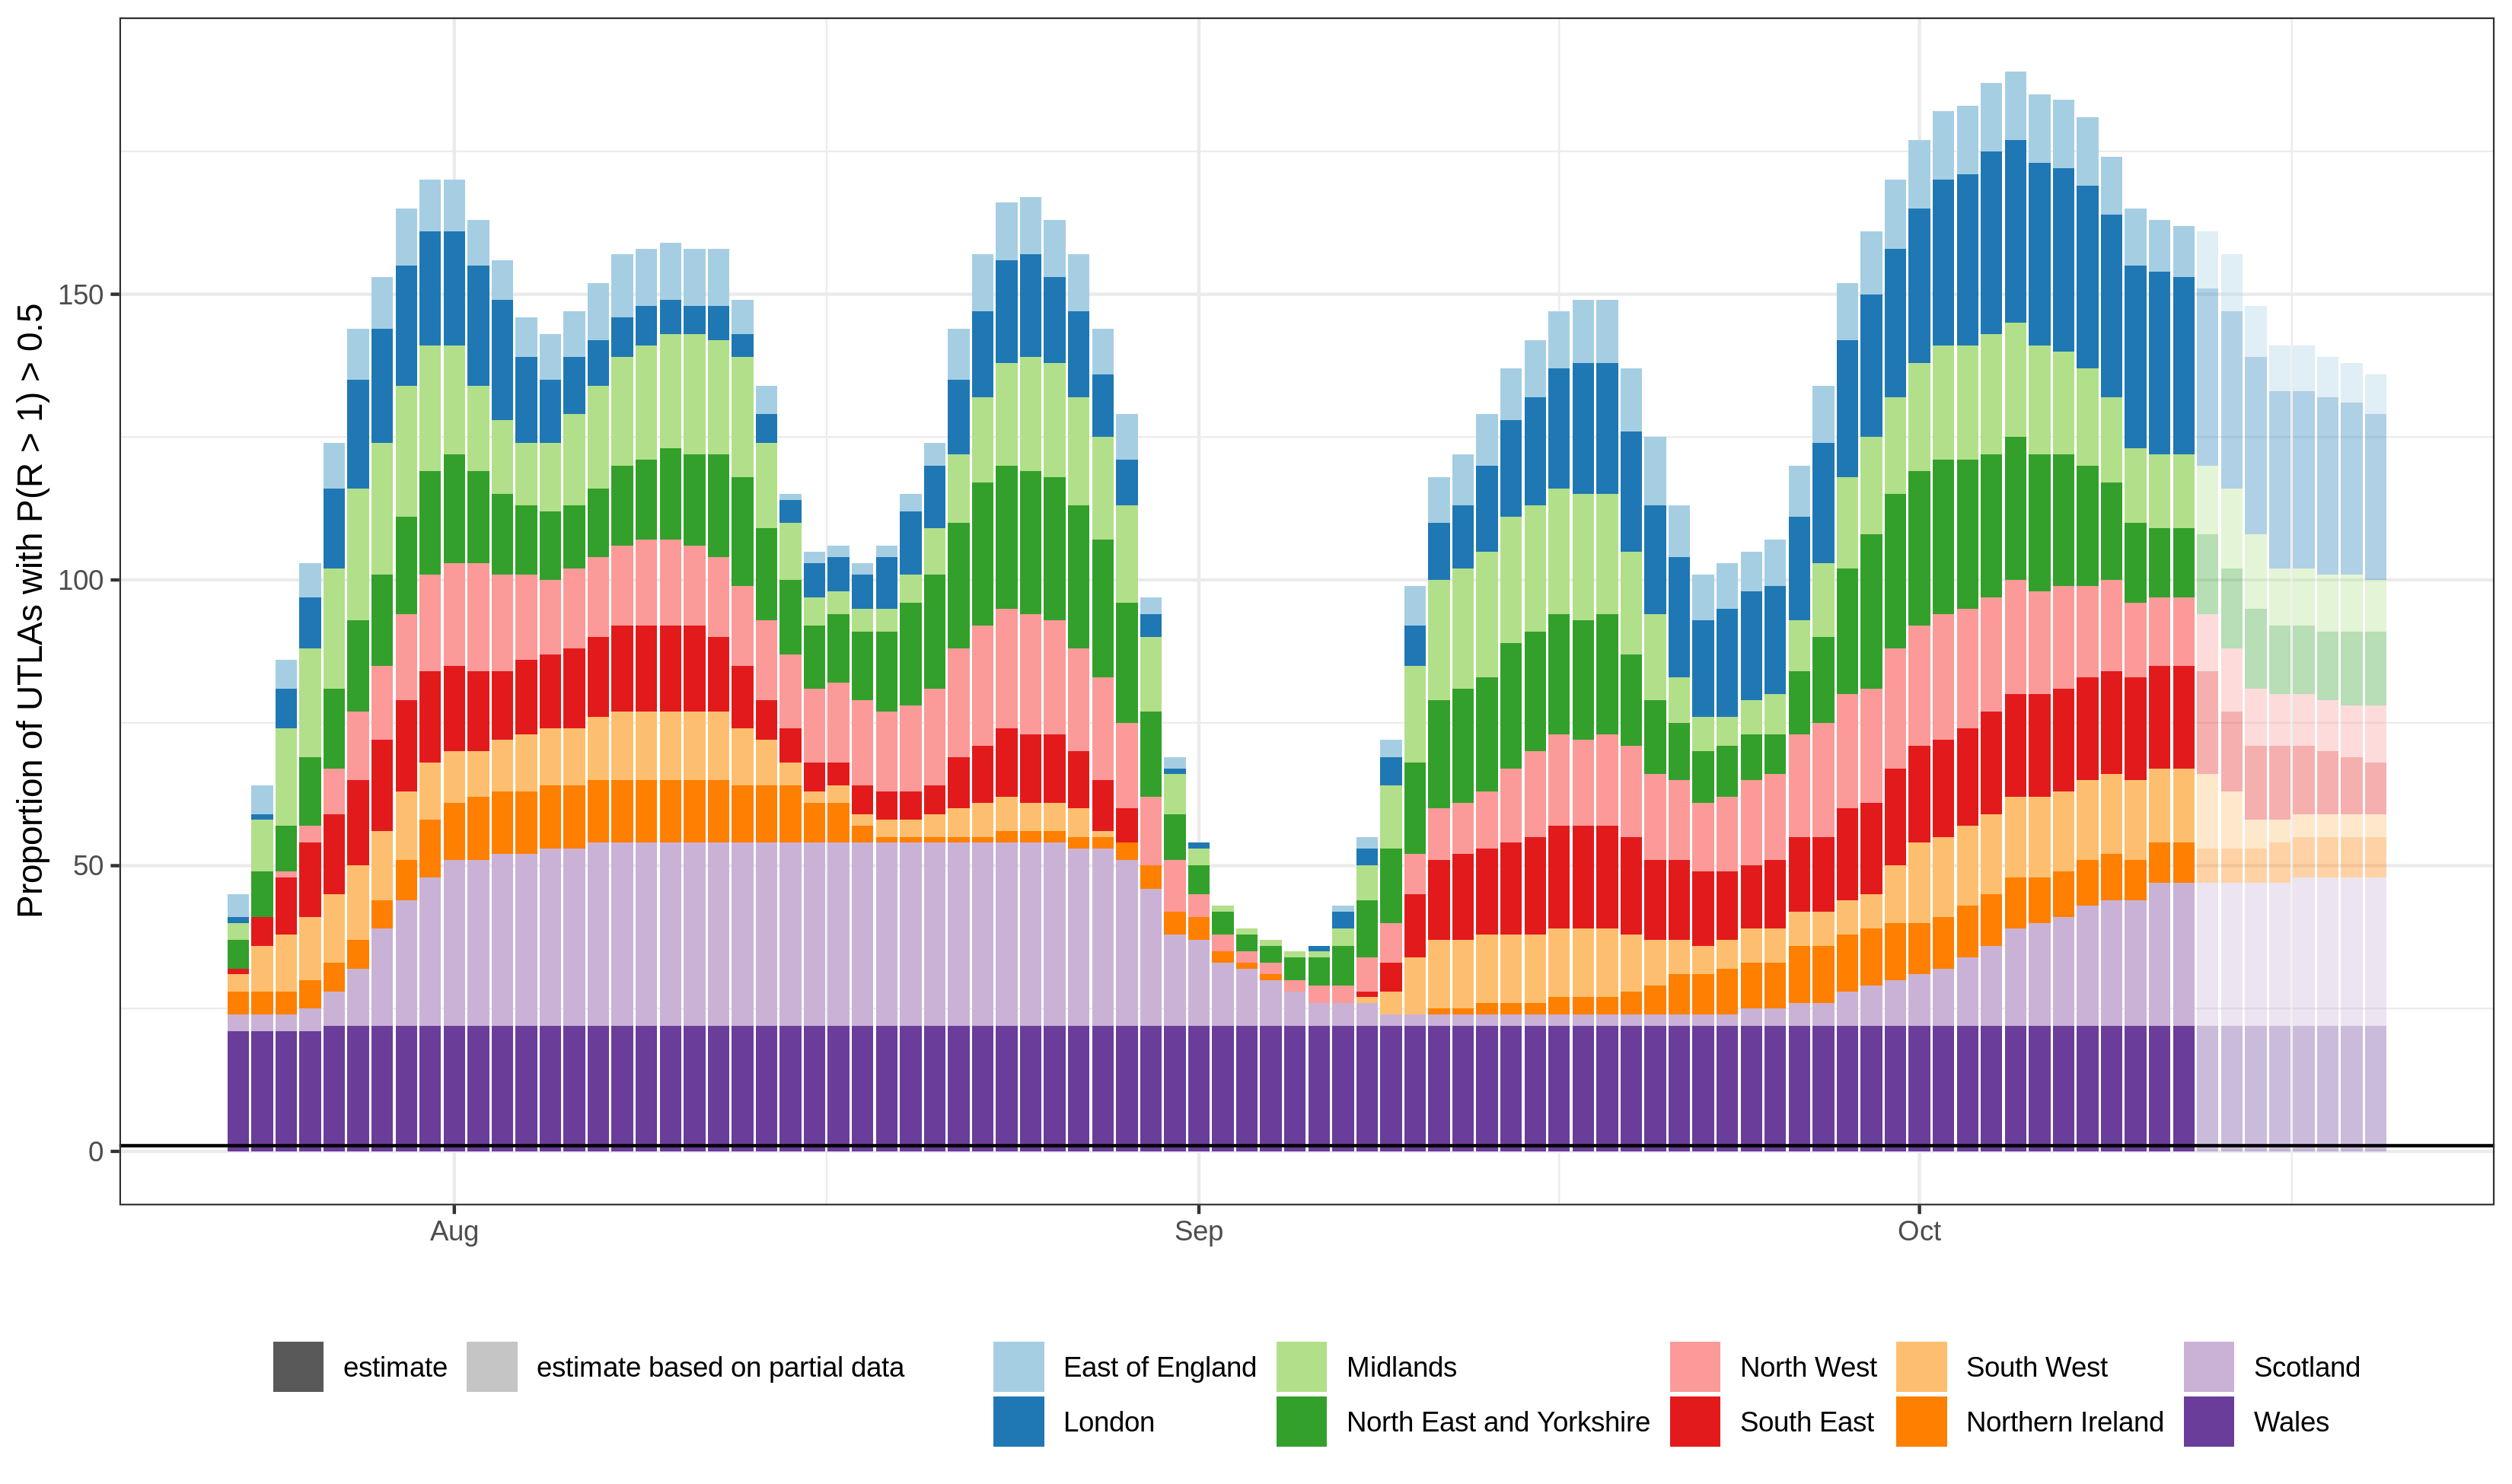 Proportion of UTLAs with P(R > 1) > 0.5
150
100
50
0
Aug Sep Oct
estimate estimate based on partial data East of England Midlands North West South West Scotland
London North East and Yorkshire South East Northern Ireland Wales